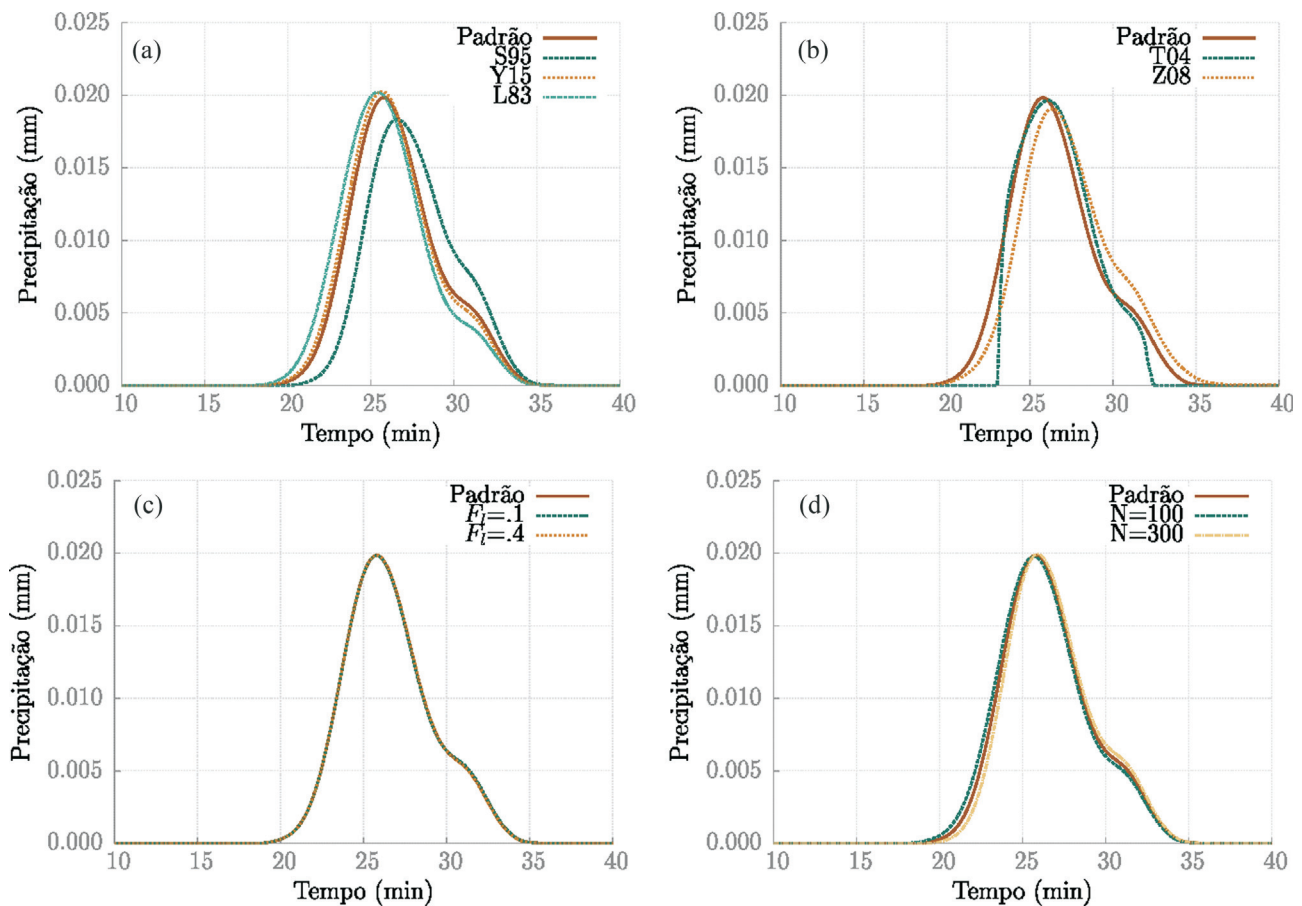 (a)
Padrão
S95
Y15
L83
0.025
0.020
0.015
0.010
0.005
0.000
10 15 20 25 30 35 40
Precipitação (mm)
Tempo (min)
(b)
Padrão
T04
Z08
0.025
0.020
0.015
0.010
0.005
0.000
10 15 20 25 30 35 40
Precipitação (mm)
Tempo (min)
(c)
Padrão
F_l=.1
F_l=.4
0.025
0.020
0.015
0.010
0.005
0.000
10 15 20 25 30 35 40
Precipitação (mm)
Tempo (min)
(d)
Padrão
N=100
N=300
0.025
0.020
0.015
0.010
0.005
0.000
10 15 20 25 30 35 40
Precipitação (mm)
Tempo (min)